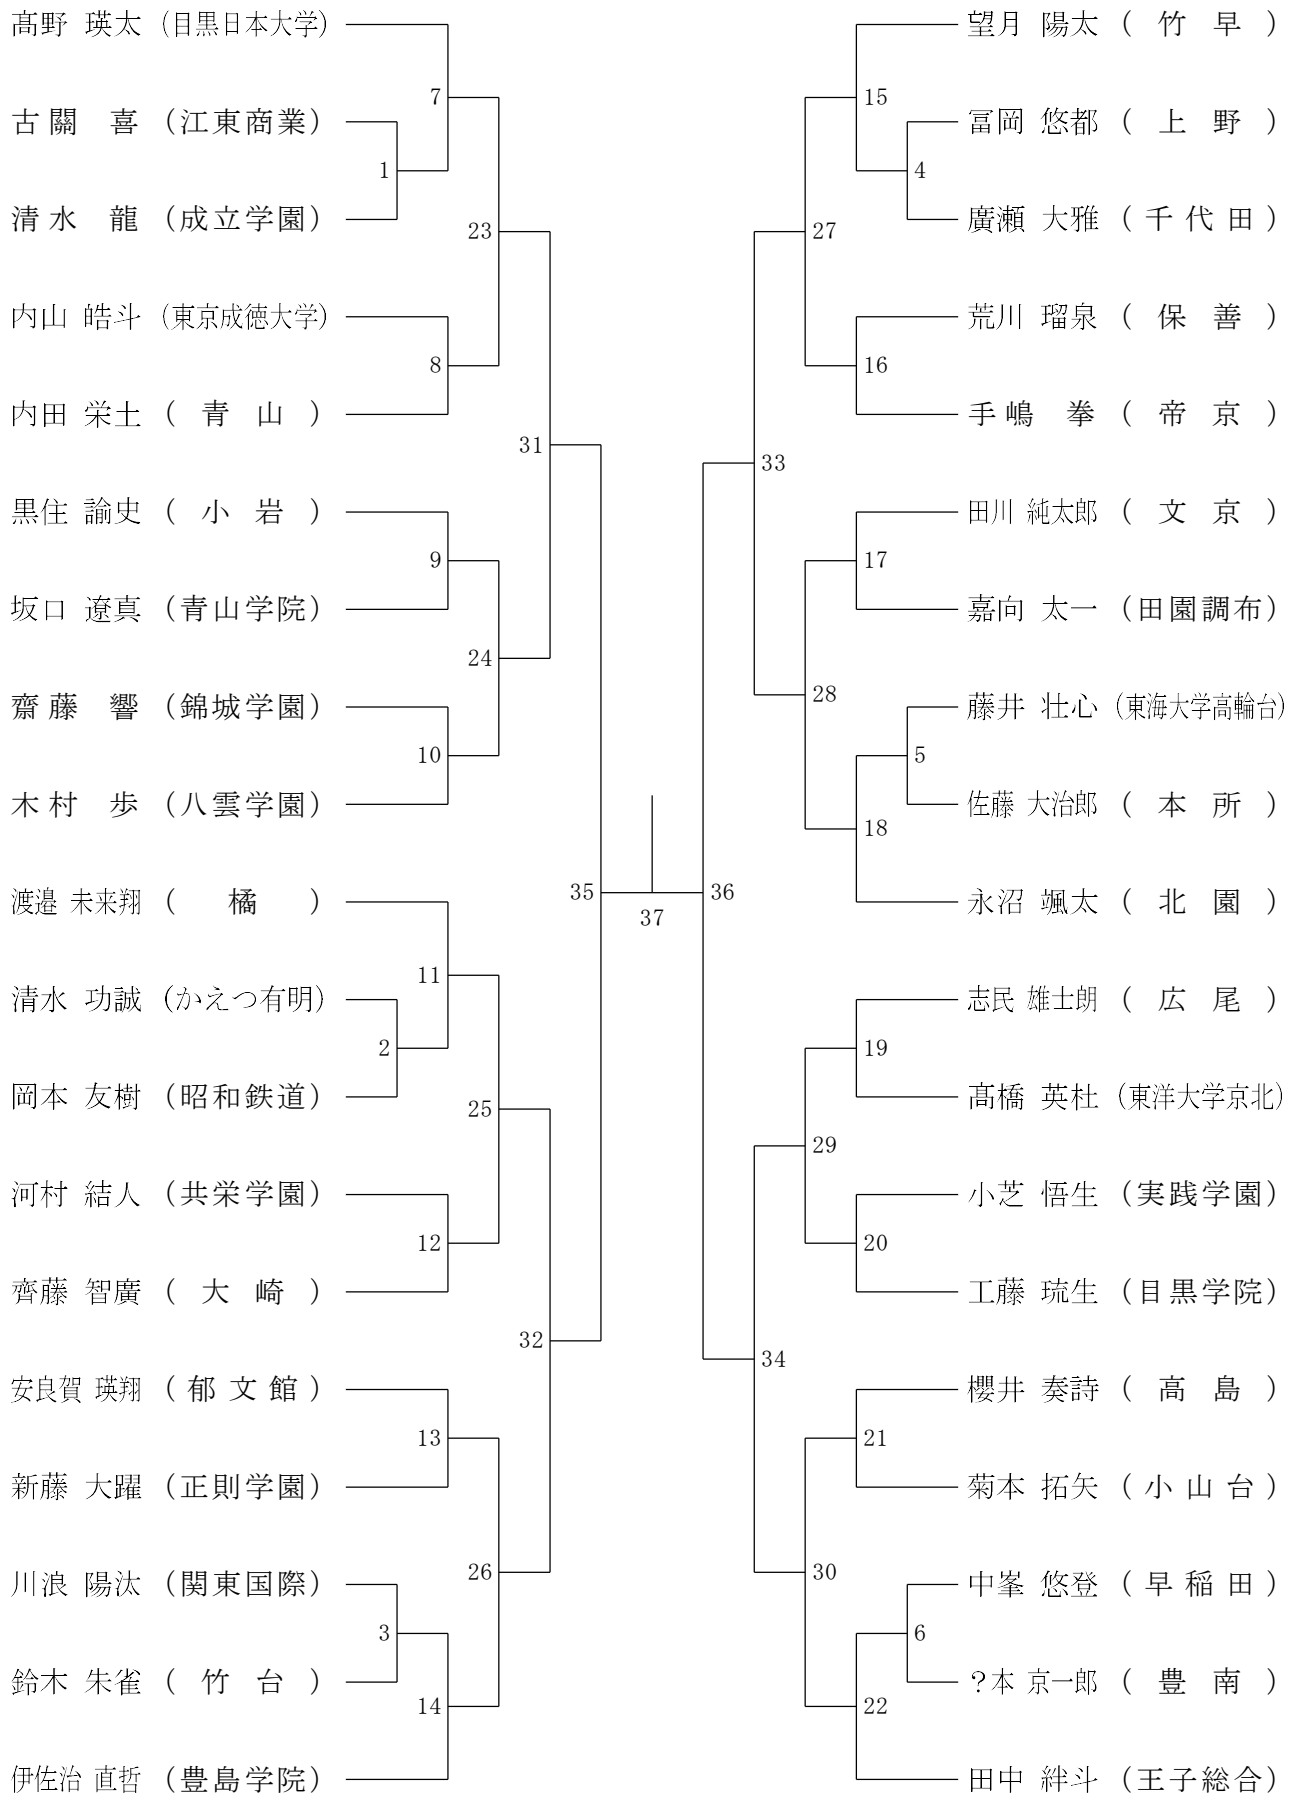 髙野 瑛太 (目黒日本大学)
7
古關 喜 (江東商業)
1
清水 龍 (成立学園)
23
内山 皓斗 (東京成徳大学)
8
内田 栄土 (青山)
31
黒住 諭史 (小岩)
9
坂口 遼真 (青山学院)
24
齋藤 響 (錦城学園)
10
木村 歩 (八雲学園)
35
渡邉 未来翔 (橘)
11
清水 功誠 (かえつ有明)
2
岡本 友樹 (昭和鉄道)
25
河村 結人 (共栄学園)
12
齊藤 智廣 (大崎)
32
安良賀 瑛翔 (郁文館)
13
新藤 大躍 (正則学園)
26
川浪 陽汰 (関東国際)
3
鈴木 朱雀 (竹台)
14
伊佐治 直哲 (豊島学院)
37
望月 陽太 (竹早)
15
冨岡 悠都 (上野)
4
廣瀬 大雅 (千代田)
27
荒川 瑠泉 (保善)
16
手嶋 拳 (帝京)
33
田川 純太郎 (文京)
17
嘉向 太一 (田園調布)
28
藤井 壮心 (東海大学高輪台)
5
佐藤 大治郎 (本所)
18
永沼 颯太 (北園)
36
志民 雄士朗 (広尾)
19
髙橋 英杜 (東洋大学京北)
29
小芝 悟生 (実践学園)
20
工藤 琉生 (目黒学院)
34
櫻井 奏詩 (高島)
21
菊本 拓矢 (小山台)
30
中峯 悠登 (早稲田)
6
?本 京一郎 (豊南)
22
田中 絆斗 (王子総合)